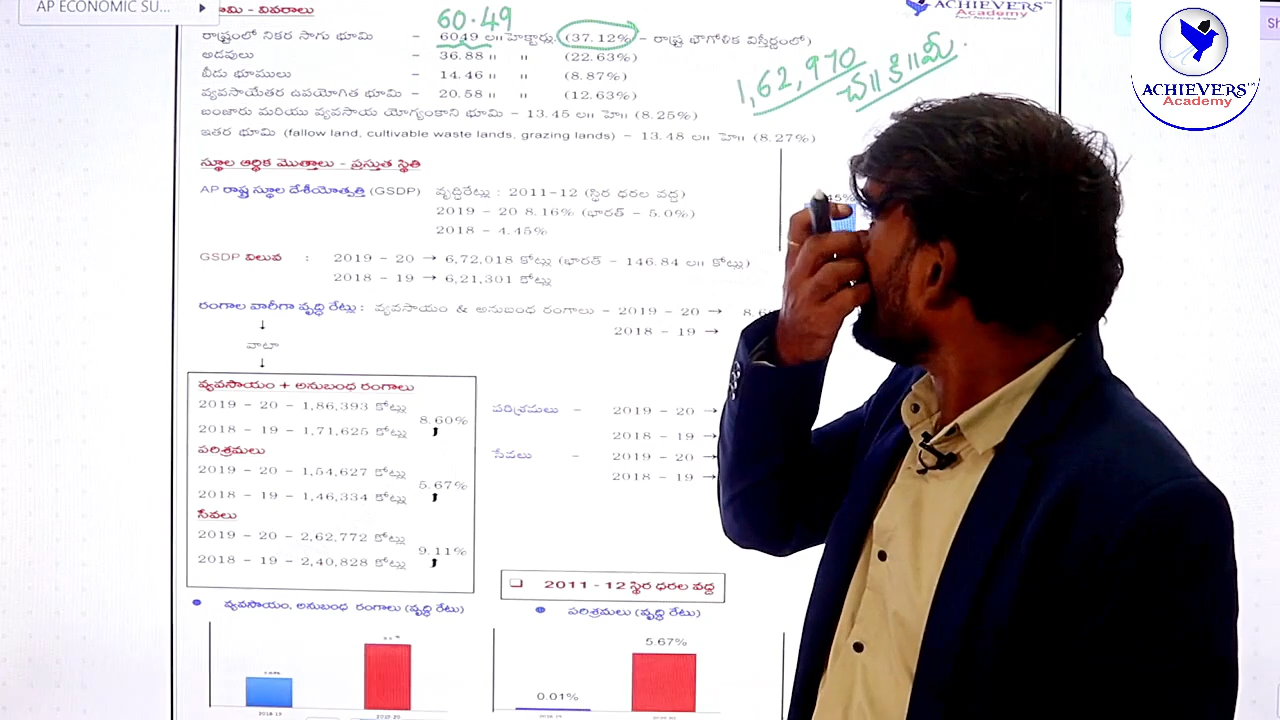 AP ECONOMIC SU...
భూమి - వివరాలు
ACHIEVERS
Academy
60.49
రాష్ట్రంలో నికర సాగు భూమి - 6049 ల॥ హెక్టార్లు. (37.12% - రాష్ట్ర భౌగోళిక విస్తీర్ణంలో)
అడవులు - 36.88 ॥ ॥ (22.63%)
బీడు భూములు - 14.46 ॥ ॥ (8.87%)
వ్యవసాయేతర ఉపయోగిత భూమి - 20.58 ॥ ॥ (12.63%)
బంజారు మరియు వ్యవసాయ యోగ్యంకాని భూమి - 13.45 ల॥ హె॥ (8.25%)
ఇతర భూమి (fallow land, cultivable waste lands, grazing lands) - 13.48 ల॥ హె॥ (8.27%)
1,62,970
చ॥ కి॥మీ.
స్థూల ఆర్థిక మొత్తాలు - ప్రస్తుత స్థితి
AP రాష్ట్ర స్థూల దేశీయోత్పత్తి (GSDP) వృద్ధిరేట్లు : 2011-12 (స్థిర ధరల వద్ద)
2019 - 20 8.16% (భారత్ - 5.0%)
2018 - 4.45%
45%
GSDP విలువ : 2019 - 20 → 6,72,018 కోట్లు (భారత్ - 146.84 ల॥ కోట్లు)
2018 - 19 → 6,21,301 కోట్లు
రంగాల వారీగా వృద్ధి రేట్లు : వ్యవసాయం & అనుబంధ రంగాలు - 2019 - 20 →
2018 - 19 →
↓
వాటా
↓
వ్యవసాయం + అనుబంధ రంగాలు
2019 - 20 - 1,86,393 కోట్లు
8.60%
2018 - 19 - 1,71,625 కోట్లు
పరిశ్రమలు
2019 - 20 - 1,54,627 కోట్లు
5.67%
2018 - 19 - 1,46,334 కోట్లు
సేవలు
2019 - 20 - 2,62,772 కోట్లు
9.11%
2018 - 19 - 2,40,828 కోట్లు
పరిశ్రమలు - 2019 - 20 →
2018 - 19 →
సేవలు - 2019 - 20 →
2018 - 19 →
2011 - 12 స్థిర ధరల వద్ద
వ్యవసాయం, అనుబంధ రంగాలు (వృద్ధి రేటు)
2018-19
2019-20
పరిశ్రమలు (వృద్ధి రేటు)
0.01%
5.67%
ACHIEVERS
Academy